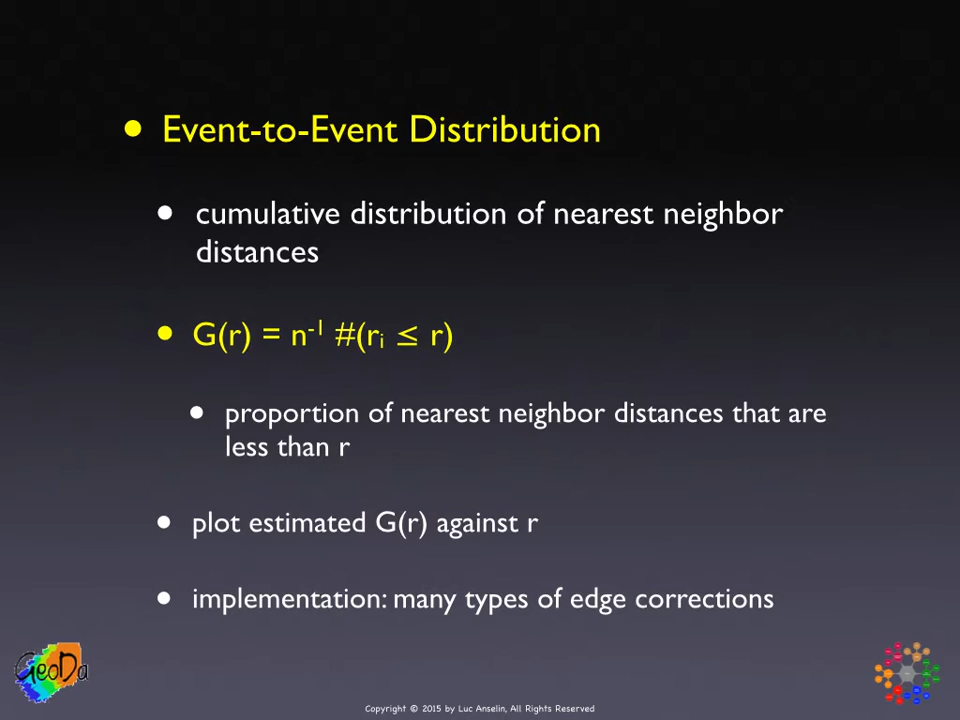 • Event-to-Event Distribution
• cumulative distribution of nearest neighbor
distances
• G(r) = n⁻¹ #(rᵢ ≤ r)
• proportion of nearest neighbor distances that are
less than r
• plot estimated G(r) against r
• implementation: many types of edge corrections
GeoDa
Copyright © 2015 by Luc Anselin, All Rights Reserved